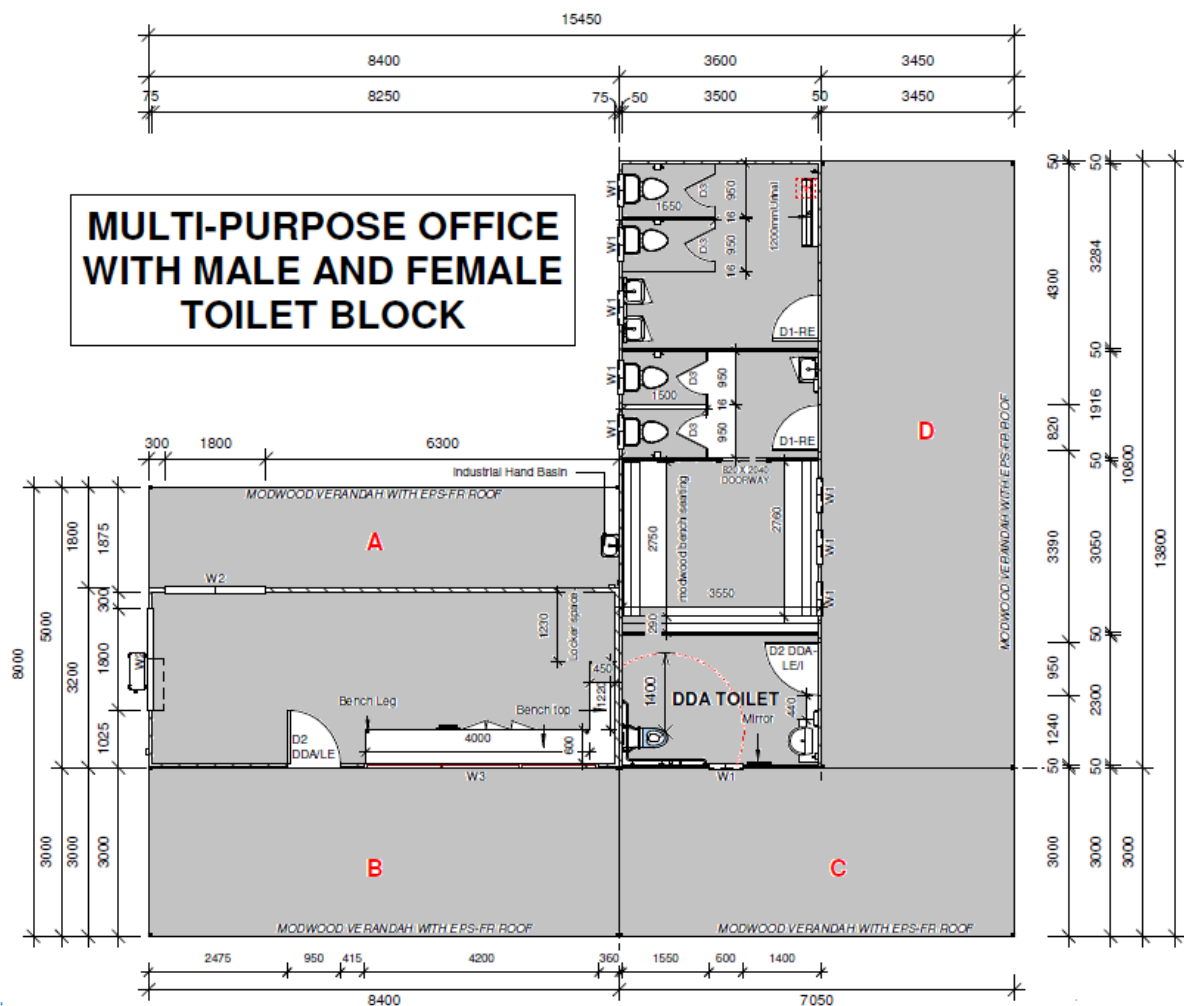 15450
8400 3600 3450
75 8250 75 50 3500 50 3450
MULTI-PURPOSE OFFICE
WITH MALE AND FEMALE
TOILET BLOCK
W1
1650
D3
950
16
W1
D3
950
16
1200mmUrinal
W1
D1-RE
W1
1500
D3
950
16
W1
D3
950
D1-RE
820 X 2040
DOORWAY
D
MODWOOD VERANDAH WITH EPS-FR ROOF
50 50
4300 3284
10800
13800
50
1916
820
50
3390 3050
50
950
2300
1240
50 50
3000 3000 3000
300 1800 6300
Industrial Hand Basin
MODWOOD VERANDAH WITH EPS-FR ROOF
A
W2
8000
5000
1800 1875
300
3200 1800
1025
3000 3000 3000
2750
modwood bench seating
2760
3550
290
W1
W1
W1
1230
Locker space
450
1220
W2
Bench Leg
Bench top
4000
600
D2
DDA/LE
W3
1400
DDA TOILET
D2 DDA-
LE/I
440
Mirror
W1
B
C
MODWOOD VERANDAH WITH EPS-FR ROOF
MODWOOD VERANDAH WITH EPS-FR ROOF
2475 950 415 4200 360 1550 600 1400
8400 7050